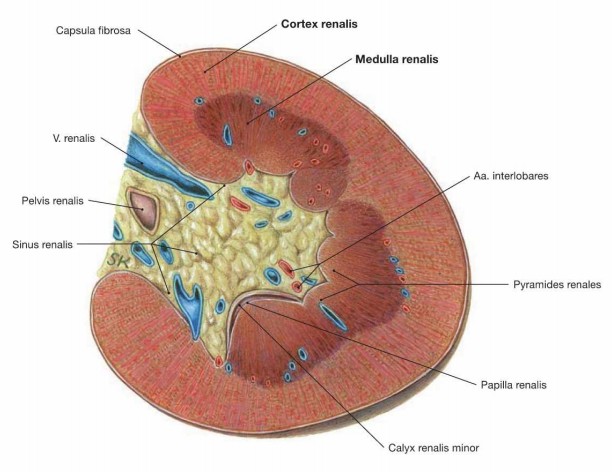 Cortex renalis
Capsula fibrosa
Medulla renalis
V. renalis
Aa. interlobares
Pelvis renalis
Sinus renalis
SK
Pyramides renales
Papilla renalis
Calyx renalis minor